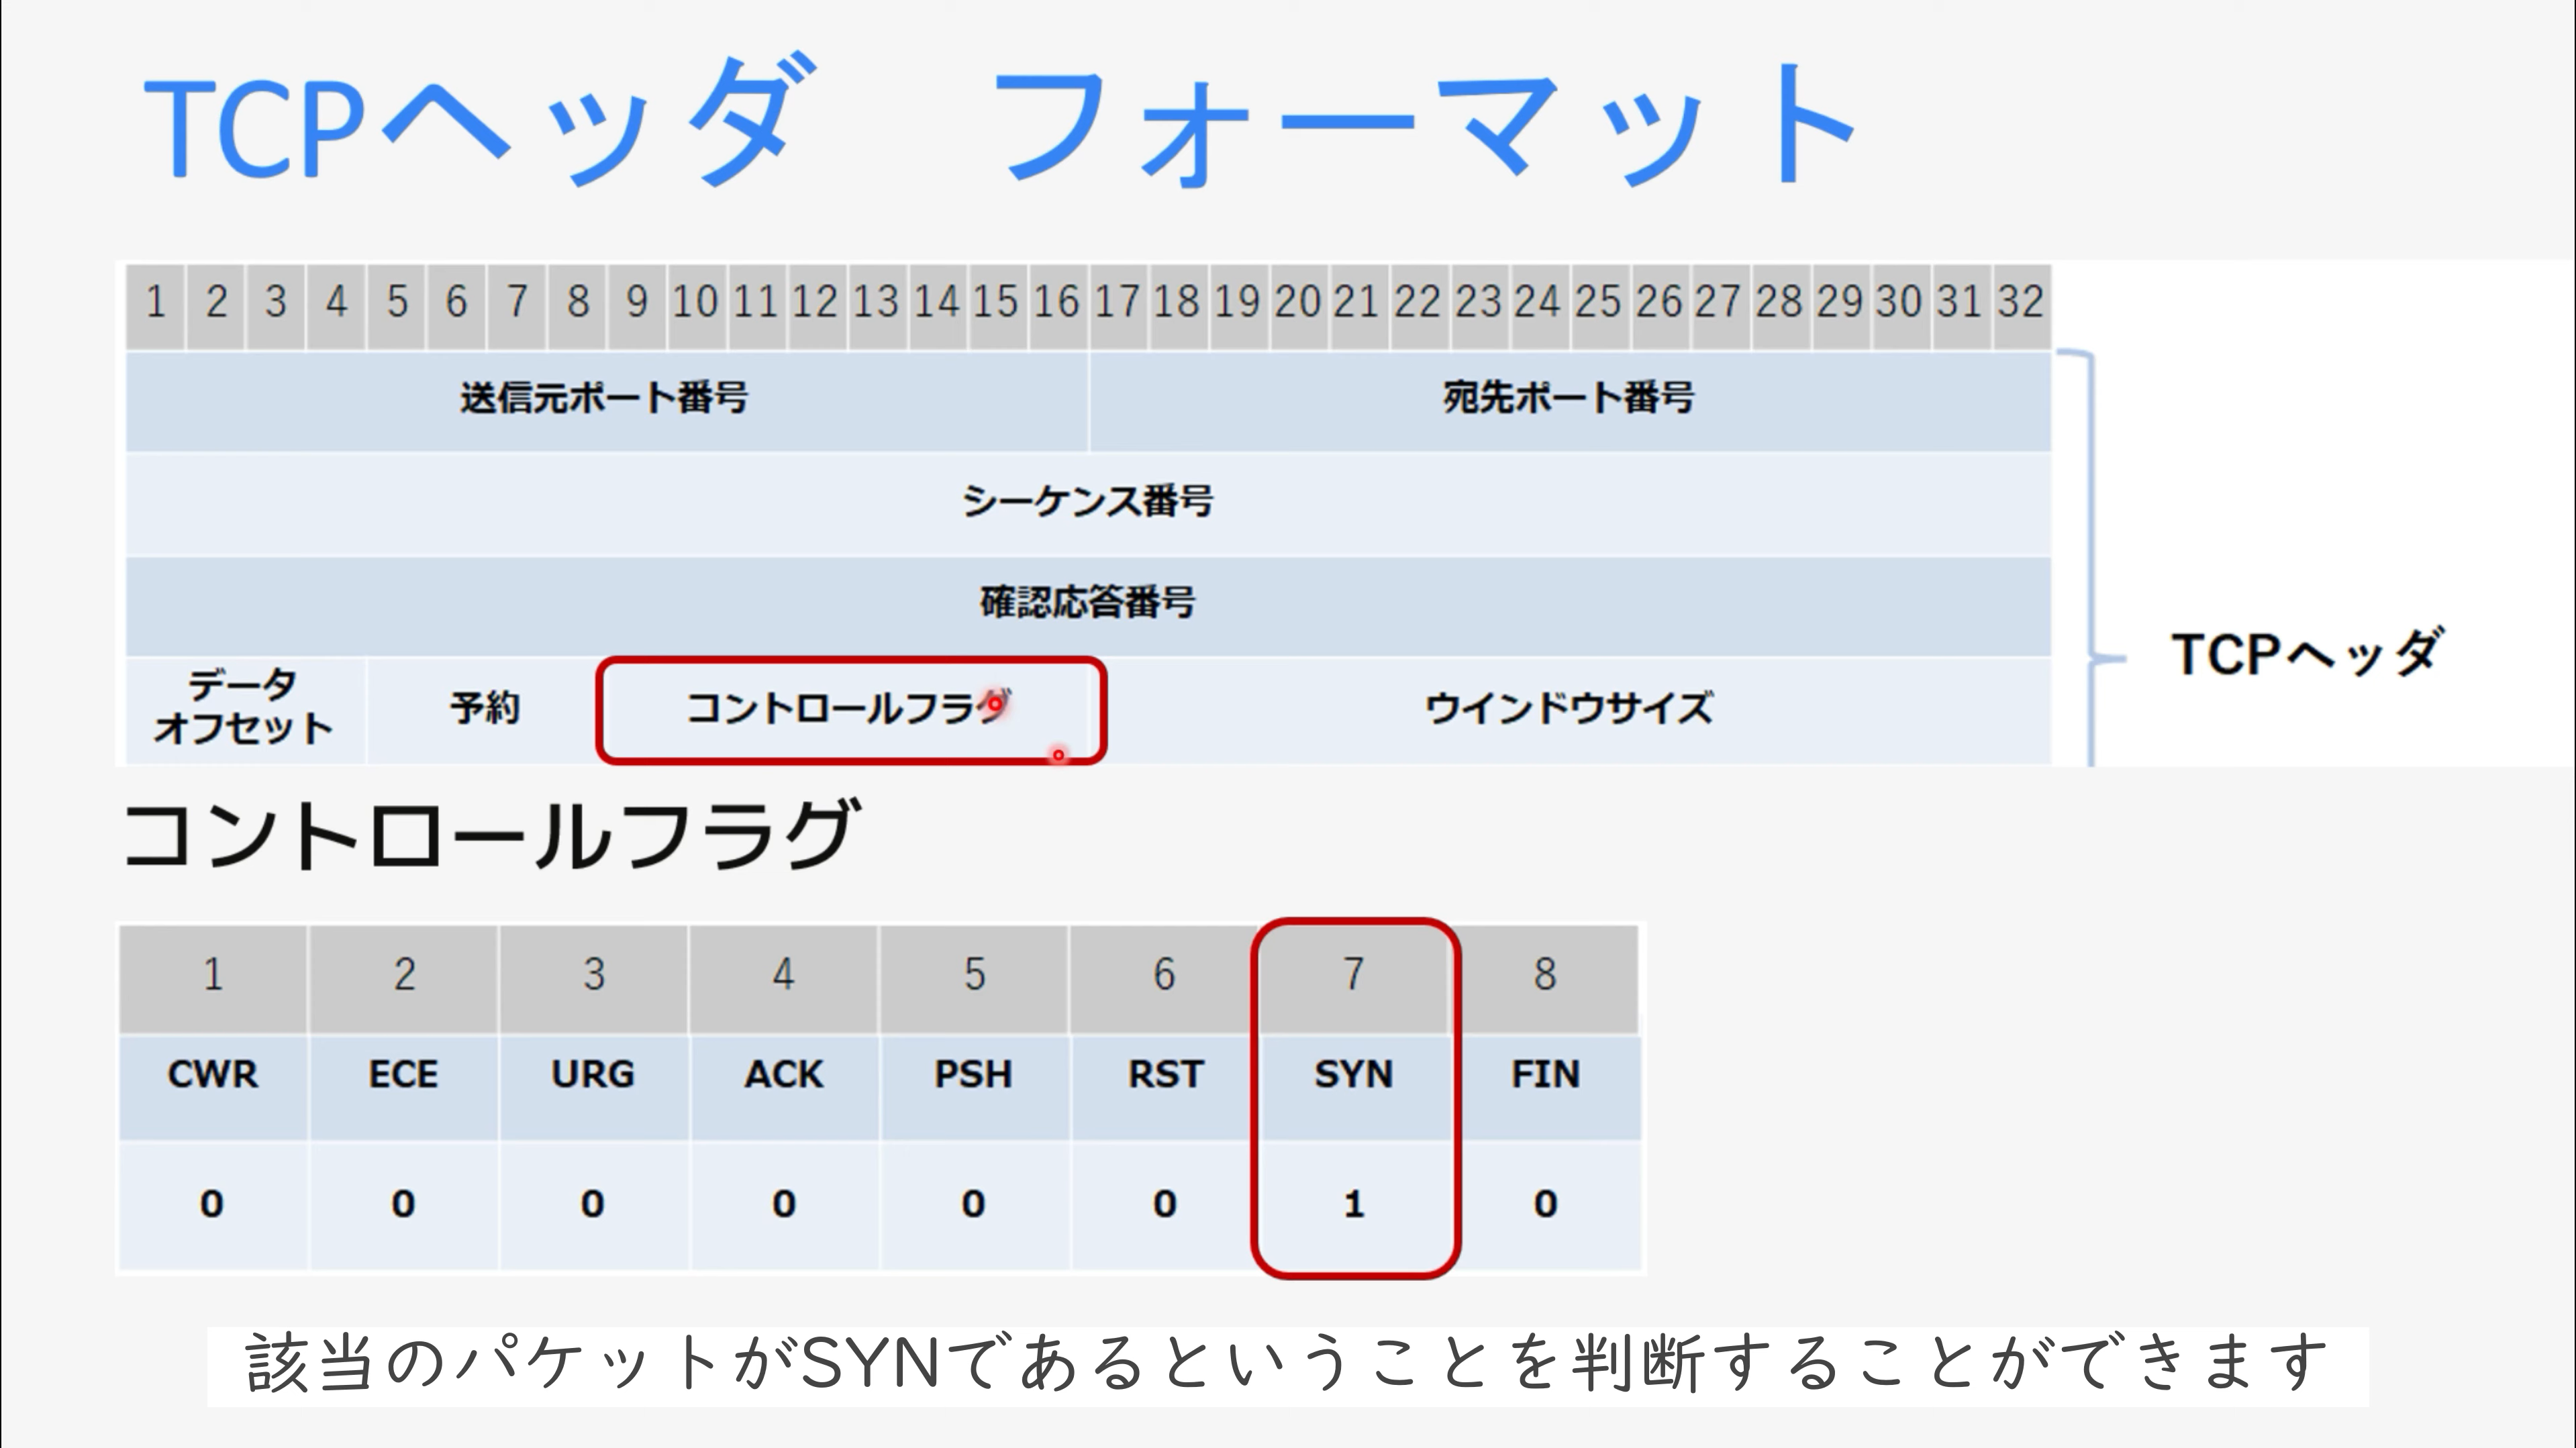 TCPヘッダ　フォーマット
1 2 3 4 5 6 7 8 9 10 11 12 13 14 15 16 17 18 19 20 21 22 23 24 25 26 27 28 29 30 31 32
送信元ポート番号 宛先ポート番号
シーケンス番号
確認応答番号
TCPヘッダ
データ
オフセット
予約 コントロールフラグ ウインドウサイズ
コントロールフラグ
1 2 3 4 5 6 7 8
CWR ECE URG ACK PSH RST SYN FIN
0 0 0 0 0 0 1 0
該当のパケットがSYNであるということを判断することができます